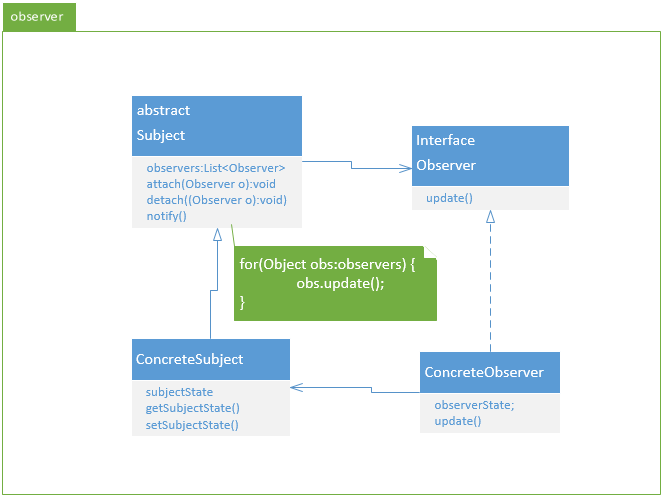 observer
abstract
Subject
observers:List<Observer>
attach(Observer o):void
detach((Observer o):void)
notify()
Interface
Observer
update()
for(Object obs:observers) {
obs.update();
}
ConcreteSubject
subjectState
getSubjectState()
setSubjectState()
ConcreteObserver
observerState;
update()